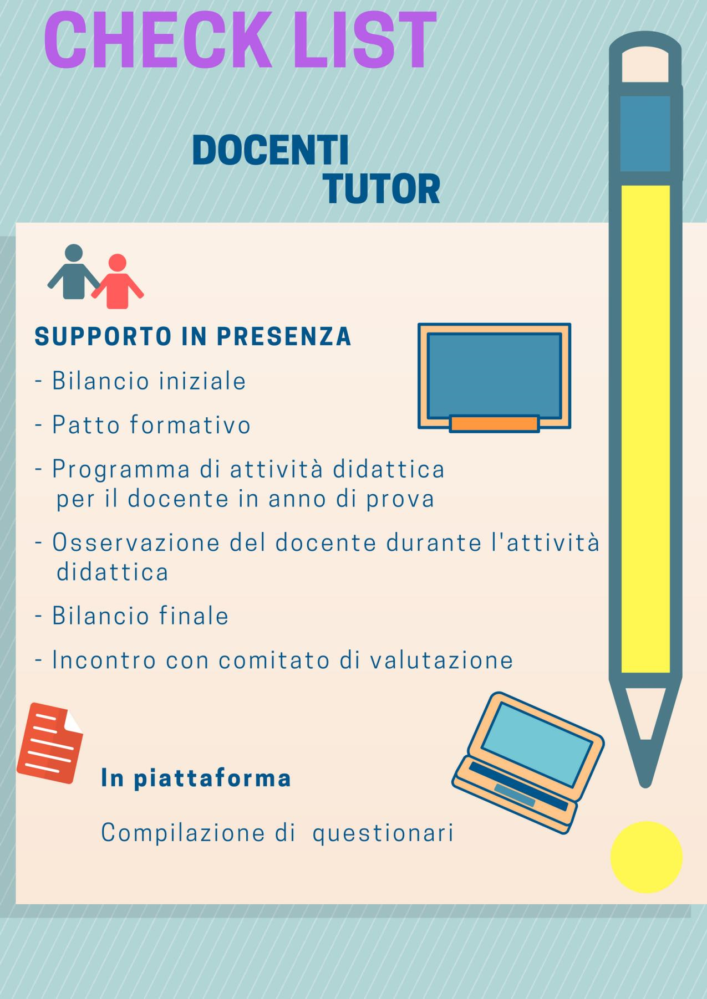 CHECK LIST
DOCENTI
TUTOR
SUPPORTO IN PRESENZA
- Bilancio iniziale
- Patto formativo
- Programma di attività didattica
per il docente in anno di prova
- Osservazione del docente durante l'attività
didattica
- Bilancio finale
- Incontro con comitato di valutazione
In piattaforma
Compilazione di  questionari